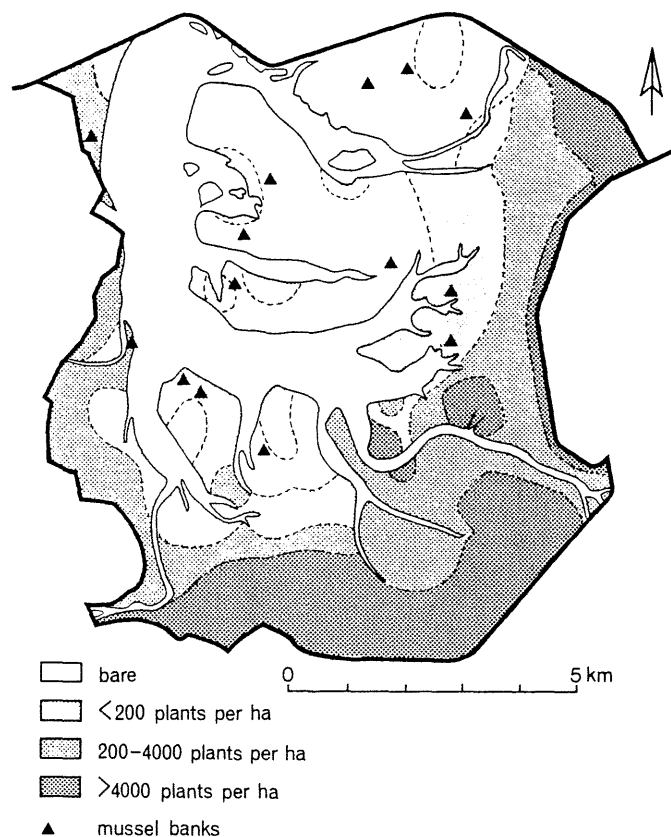 0 5 km
bare
<200 plants per ha
200-4000 plants per ha
>4000 plants per ha
mussel banks